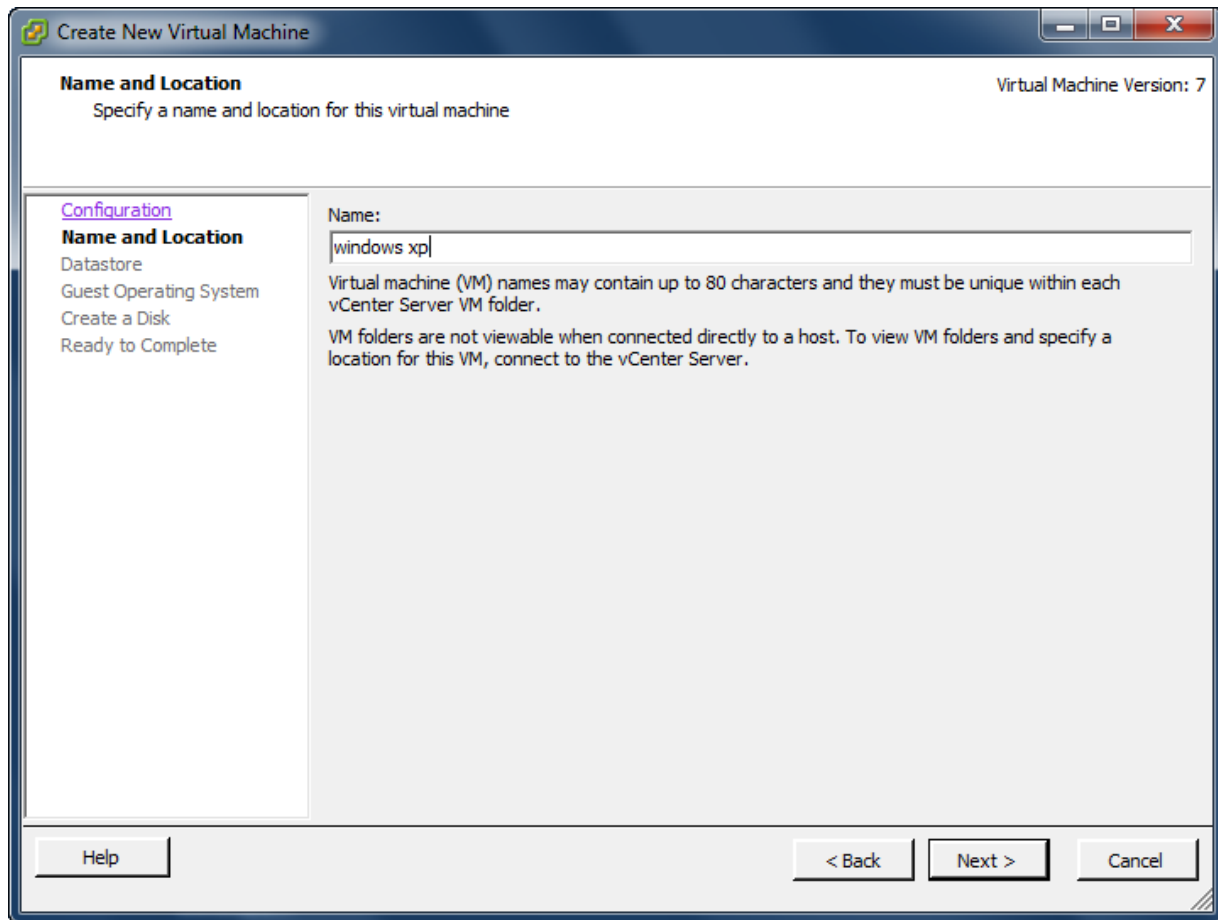 Create New Virtual Machine
Name and Location
Virtual Machine Version: 7
Specify a name and location for this virtual machine
Configuration
Name and Location
Datastore
Guest Operating System
Create a Disk
Ready to Complete
Name:
windows xp
Virtual machine (VM) names may contain up to 80 characters and they must be unique within each
vCenter Server VM folder.
VM folders are not viewable when connected directly to a host. To view VM folders and specify a
location for this VM, connect to the vCenter Server.
Help
< Back
Next >
Cancel